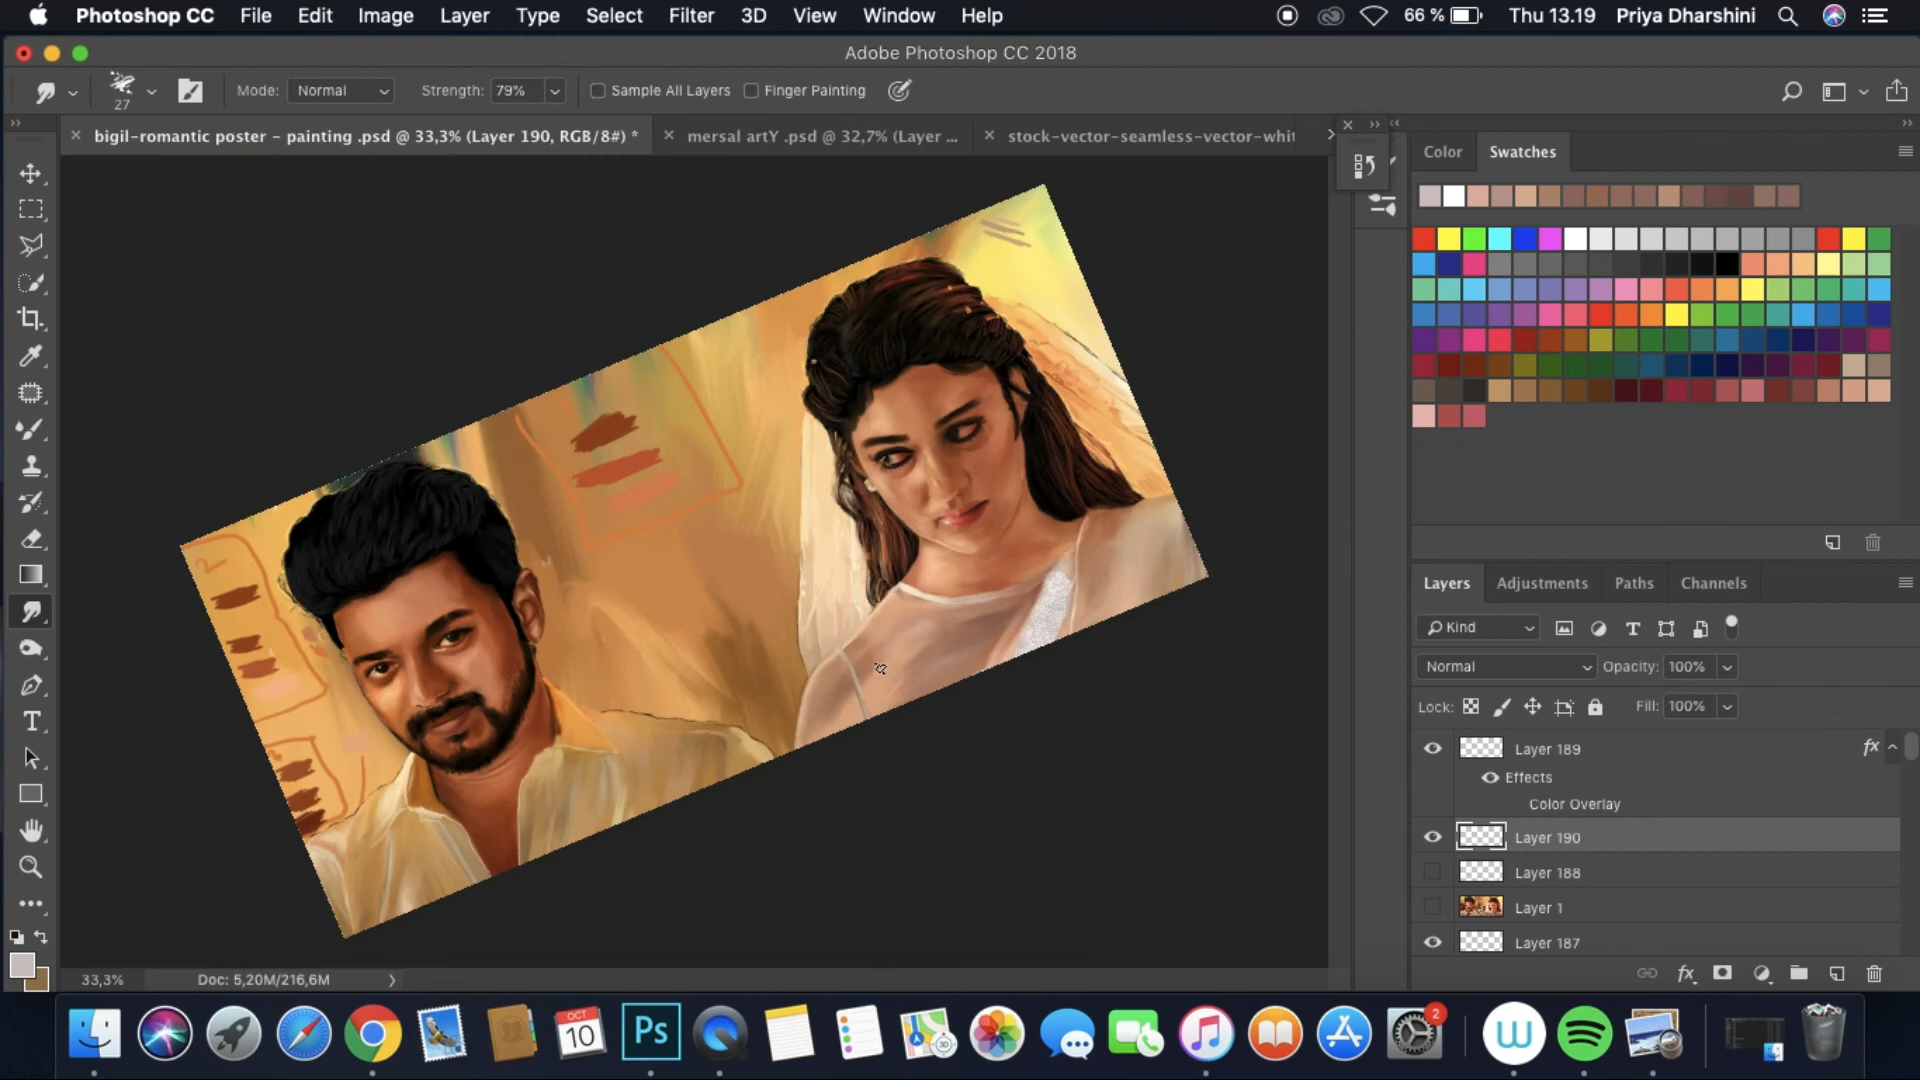 Photoshop CC File Edit Image Layer Type Select Filter 3D View Window Help 66 % Thu 13.19 Priya Dharshini
Adobe Photoshop CC 2018
27 Mode: Normal Strength: 79% Sample All Layers Finger Painting
bigil-romantic poster – painting .psd @ 33,3% (Layer 190, RGB/8#) * mersal artY .psd @ 32,7% (Layer ... stock-vector-seamless-vector-whit
Color Swatches
Layers Adjustments Paths Channels
Kind
Normal Opacity: 100%
Lock: Fill: 100%
Layer 189 fx
Effects
Color Overlay
Layer 190
Layer 188
Layer 1
Layer 187
33,3% Doc: 5,20M/216,6M
fx
OCT
10
Ps
2